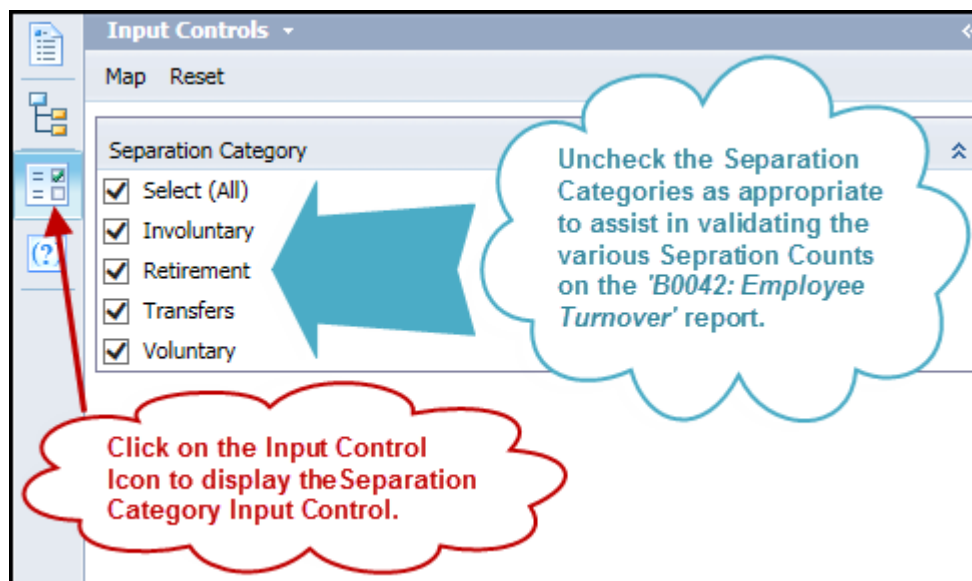 Input Controls
Map Reset
Separation Category
Select (All)
Involuntary
Retirement
Transfers
Voluntary
(?)
Uncheck the Separation
Categories as appropriate
to assist in validating the
various Sepration Counts
on the 'B0042: Employee
Turnover' report.
Click on the Input Control
Icon to display the Separation
Category Input Control.